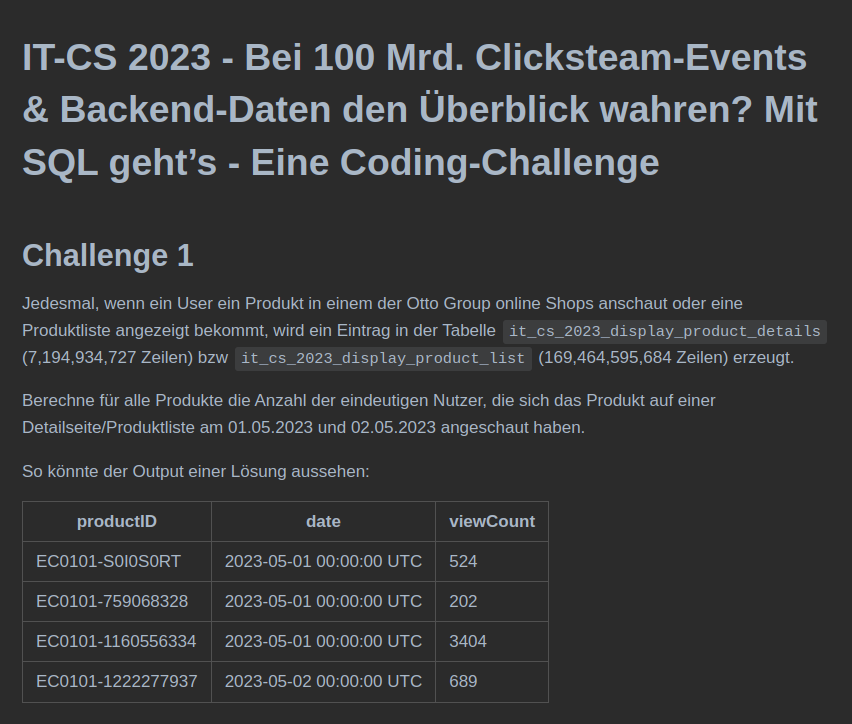 IT-CS 2023 - Bei 100 Mrd. Clicksteam-Events
& Backend-Daten den Überblick wahren? Mit
SQL geht’s - Eine Coding-Challenge
Challenge 1
Jedesmal, wenn ein User ein Produkt in einem der Otto Group online Shops anschaut oder eine
Produktliste angezeigt bekommt, wird ein Eintrag in der Tabelle it_cs_2023_display_product_details
(7,194,934,727 Zeilen) bzw it_cs_2023_display_product_list (169,464,595,684 Zeilen) erzeugt.
Berechne für alle Produkte die Anzahl der eindeutigen Nutzer, die sich das Produkt auf einer
Detailseite/Produktliste am 01.05.2023 und 02.05.2023 angeschaut haben.
So könnte der Output einer Lösung aussehen:
productID date viewCount
EC0101-S0I0S0RT 2023-05-01 00:00:00 UTC 524
EC0101-759068328 2023-05-01 00:00:00 UTC 202
EC0101-1160556334 2023-05-01 00:00:00 UTC 3404
EC0101-1222277937 2023-05-02 00:00:00 UTC 689